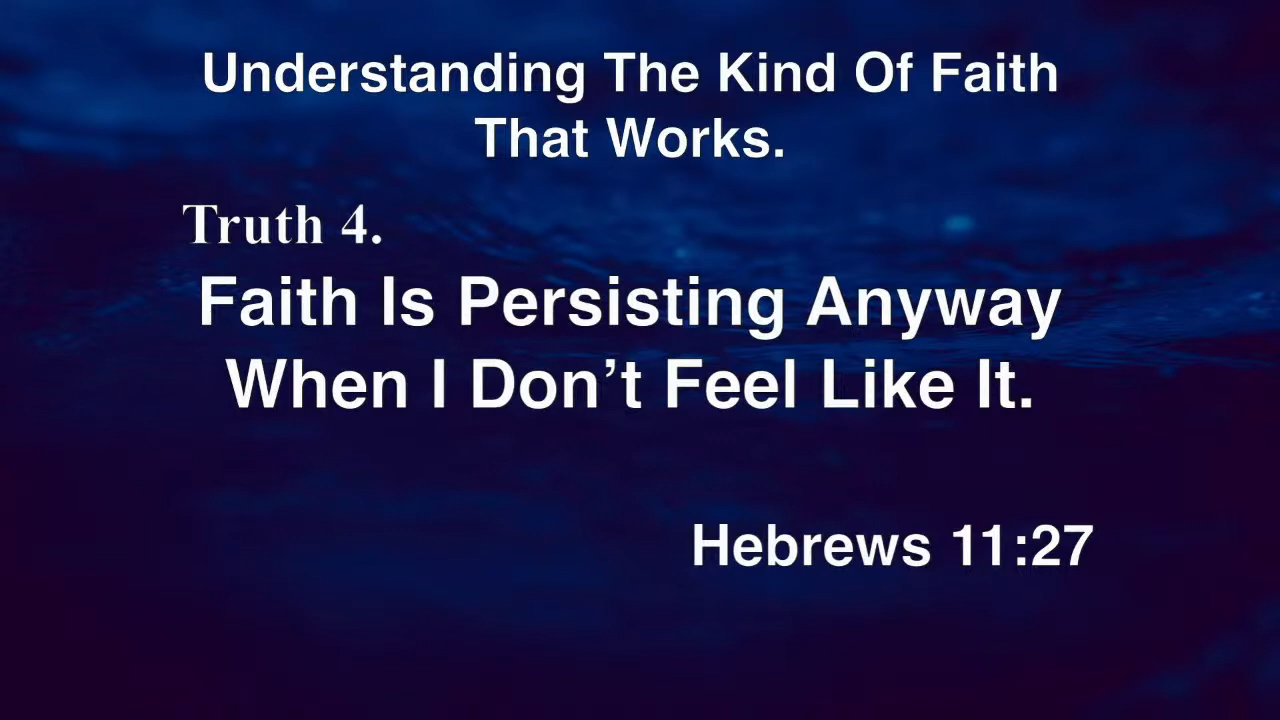 Understanding The Kind Of Faith
That Works.
Truth 4.
Faith Is Persisting Anyway
When I Don’t Feel Like It.
Hebrews 11:27